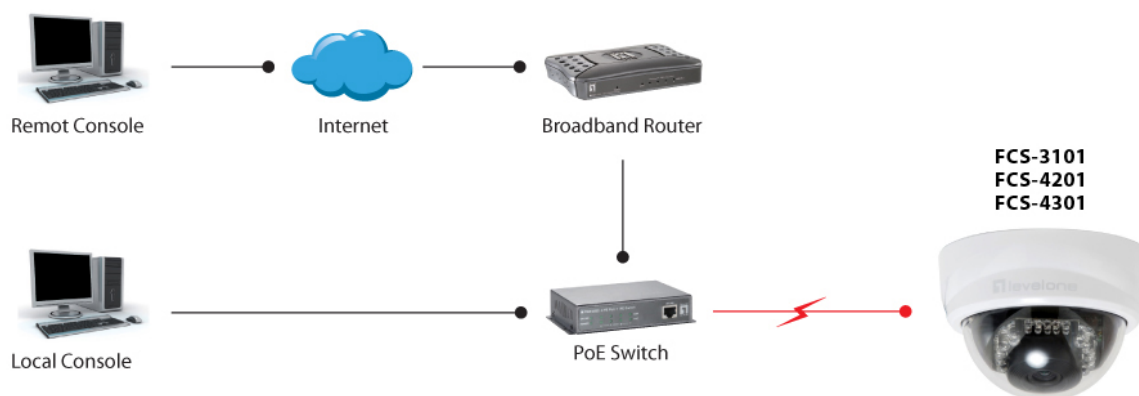 Remot Console
Internet
Broadband Router
FCS-3101
FCS-4201
FCS-4301
levelone
Local Console
PoE Switch